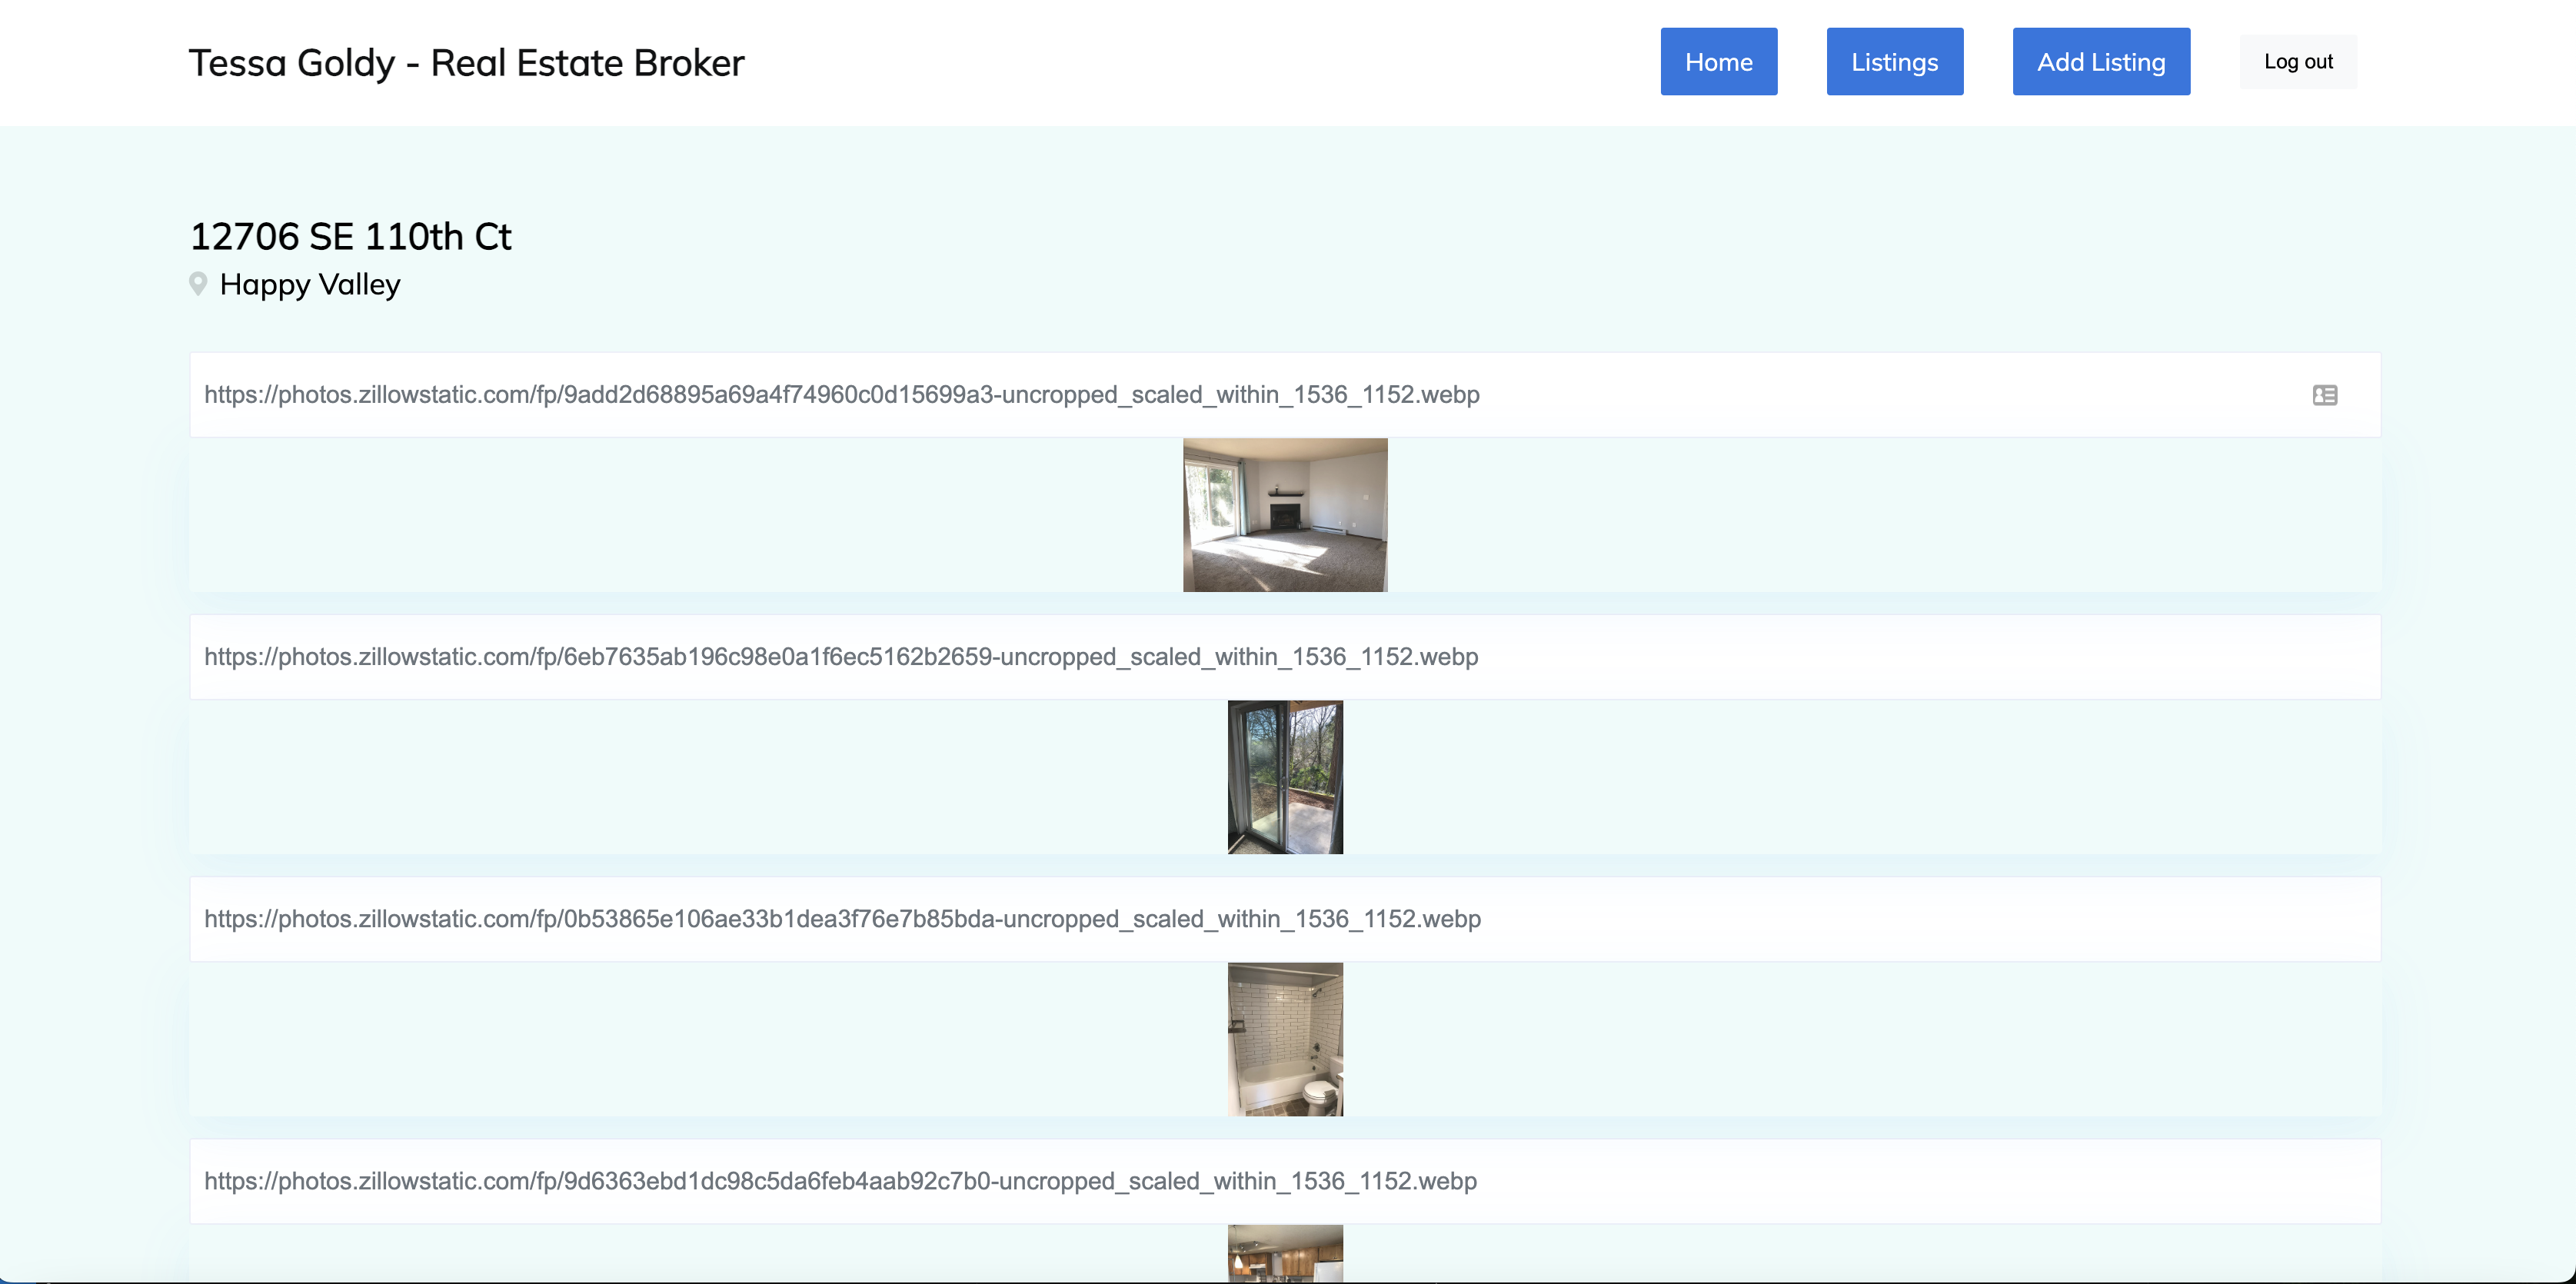 Tessa Goldy - Real Estate Broker
Home
Listings
Add Listing
Log out
12706 SE 110th Ct
Happy Valley
https://photos.zillowstatic.com/fp/9add2d68895a69a4f74960c0d15699a3-uncropped_scaled_within_1536_1152.webp
https://photos.zillowstatic.com/fp/6eb7635ab196c98e0a1f6ec5162b2659-uncropped_scaled_within_1536_1152.webp
https://photos.zillowstatic.com/fp/0b53865e106ae33b1dea3f76e7b85bda-uncropped_scaled_within_1536_1152.webp
https://photos.zillowstatic.com/fp/9d6363ebd1dc98c5da6feb4aab92c7b0-uncropped_scaled_within_1536_1152.webp